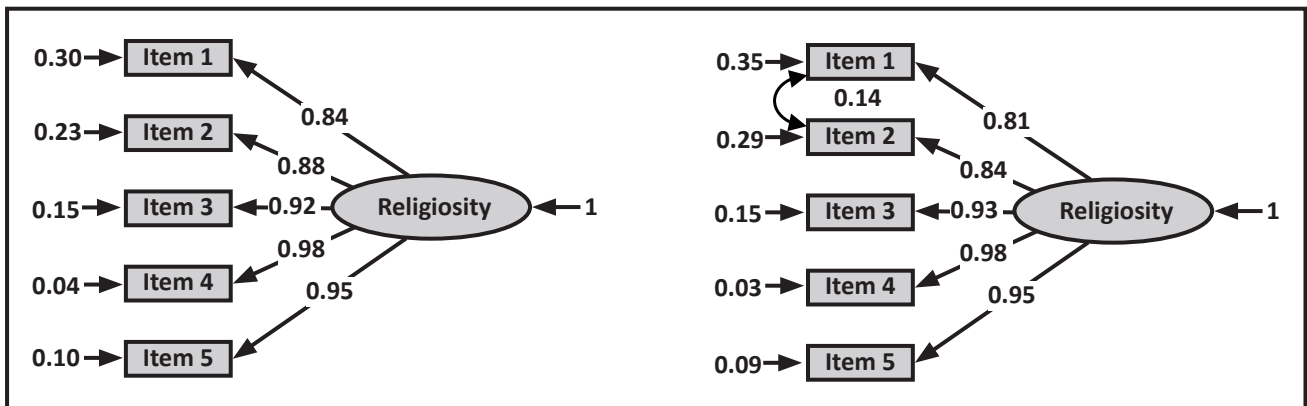 0.30 Item 1
0.84
0.23 Item 2
0.88
0.15 Item 3 0.92 Religiosity 1
0.98
0.04 Item 4
0.95
0.10 Item 5
0.35 Item 1
0.14
0.81
0.29 Item 2
0.84
0.15 Item 3 0.93 Religiosity 1
0.98
0.03 Item 4
0.95
0.09 Item 5